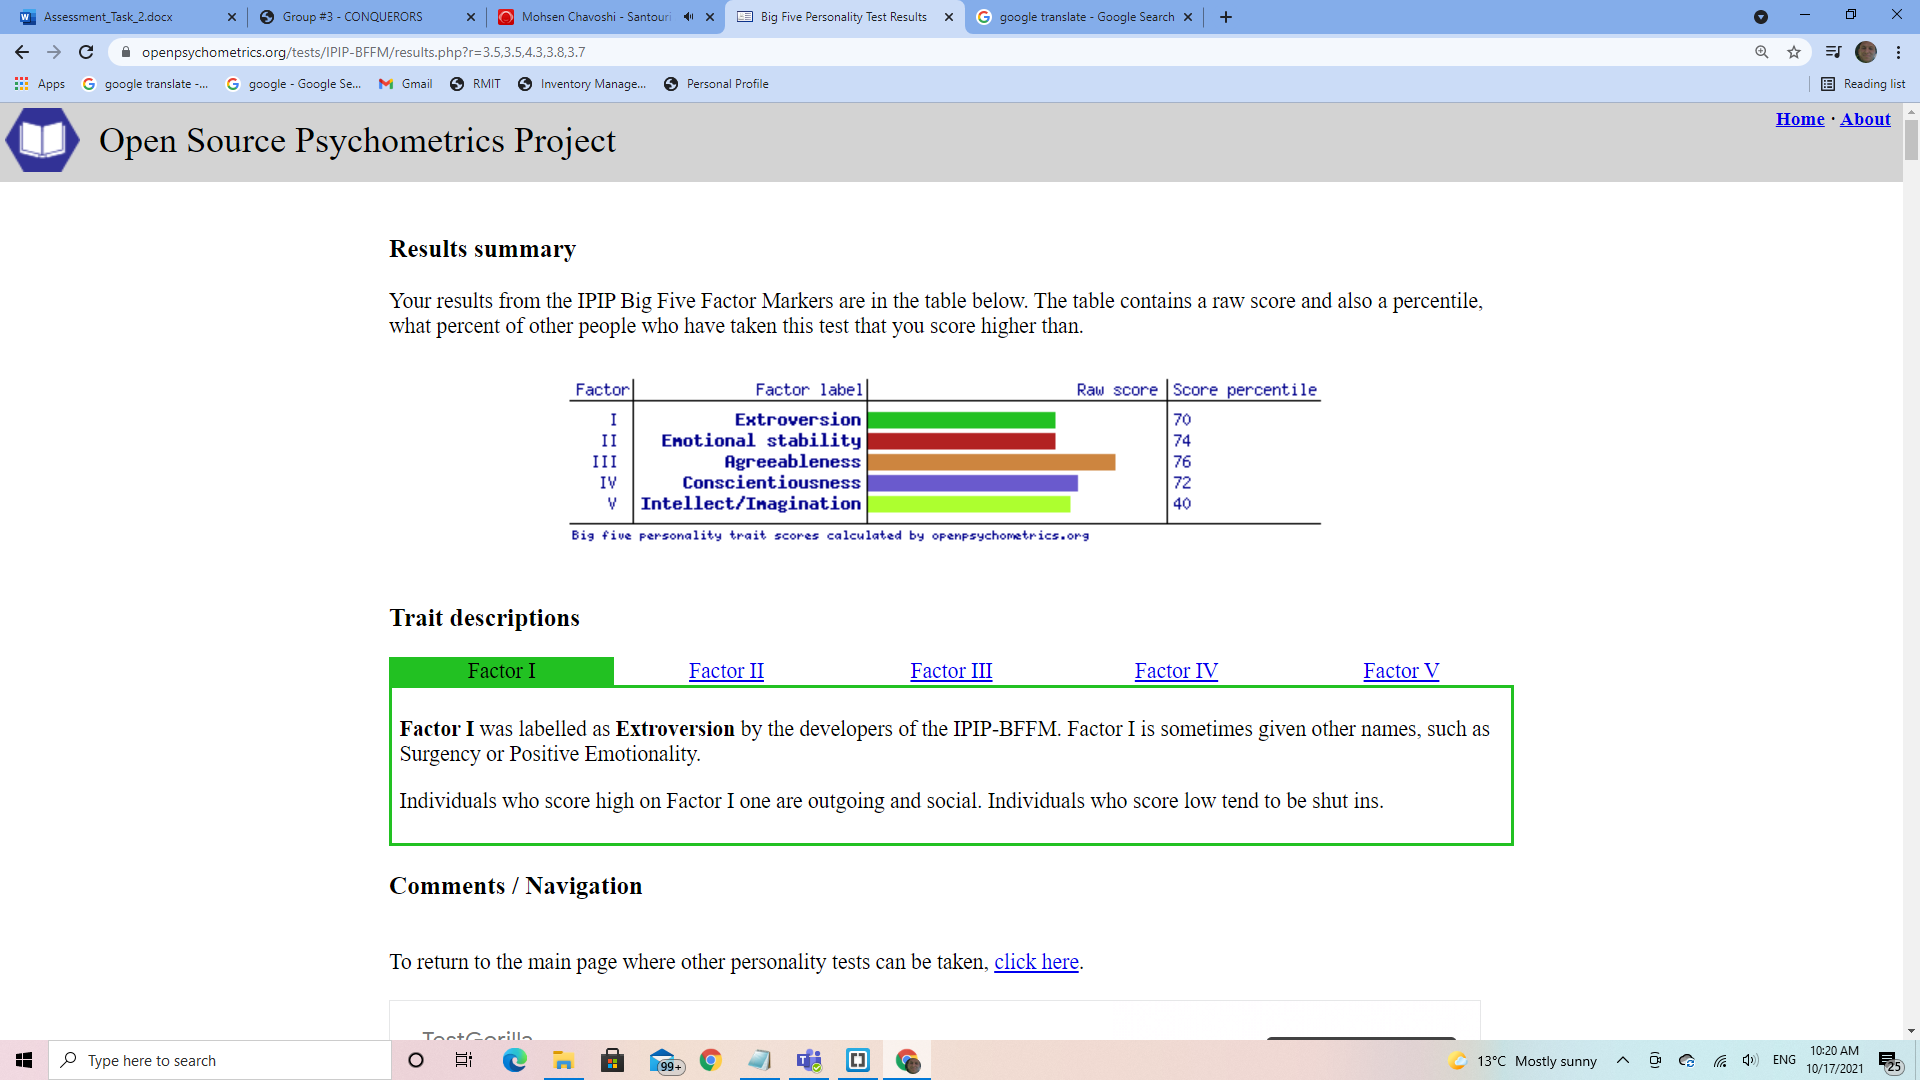 Assessment_Task_2.docx
Group #3 - CONQUERORS
Mohsen Chavoshi - Santouri
Big Five Personality Test Results
google translate - Google Search
openpsychometrics.org/tests/IPIP-BFFM/results.php?r=3.5,3.5,4.3,3.8,3.7
Apps
google translate -...
google - Google Se...
Gmail
RMIT
Inventory Manage...
Personal Profile
Reading list
Open Source Psychometrics Project
Home · About
Results summary
Your results from the IPIP Big Five Factor Markers are in the table below. The table contains a raw score and also a percentile,
what percent of other people who have taken this test that you score higher than.
Factor Factor label Raw score Score percentile
I Extroversion 70
II Emotional stability 74
III Agreeableness 76
IV Conscientiousness 72
V Intellect/Imagination 40
Big five personality trait scores calculated by openpsychometrics.org
Trait descriptions
Factor I Factor II Factor III Factor IV Factor V
Factor I was labelled as Extroversion by the developers of the IPIP-BFFM. Factor I is sometimes given other names, such as
Surgency or Positive Emotionality.
Individuals who score high on Factor I one are outgoing and social. Individuals who score low tend to be shut ins.
Comments / Navigation
To return to the main page where other personality tests can be taken, click here.
TestGorilla
Type here to search
99+
13°C Mostly sunny
ENG
10:20 AM
10/17/2021
25